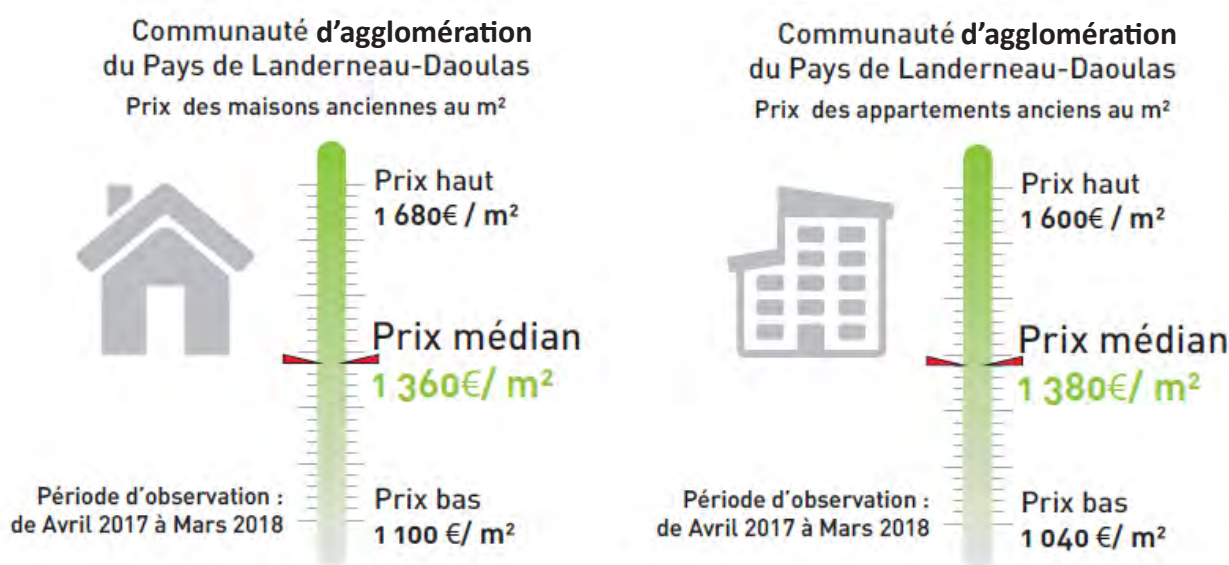 Communauté d'agglomération
du Pays de Landerneau-Daoulas
Prix des maisons anciennes au m²
Prix haut
1 680€ / m²
Prix médian
1 360€/ m²
Période d'observation :
de Avril 2017 à Mars 2018
Prix bas
1 100 €/ m²
Communauté d'agglomération
du Pays de Landerneau-Daoulas
Prix des appartements anciens au m²
Prix haut
1 600€ / m²
Prix médian
1 380€/ m²
Période d'observation :
de Avril 2017 à Mars 2018
Prix bas
1 040 €/ m²